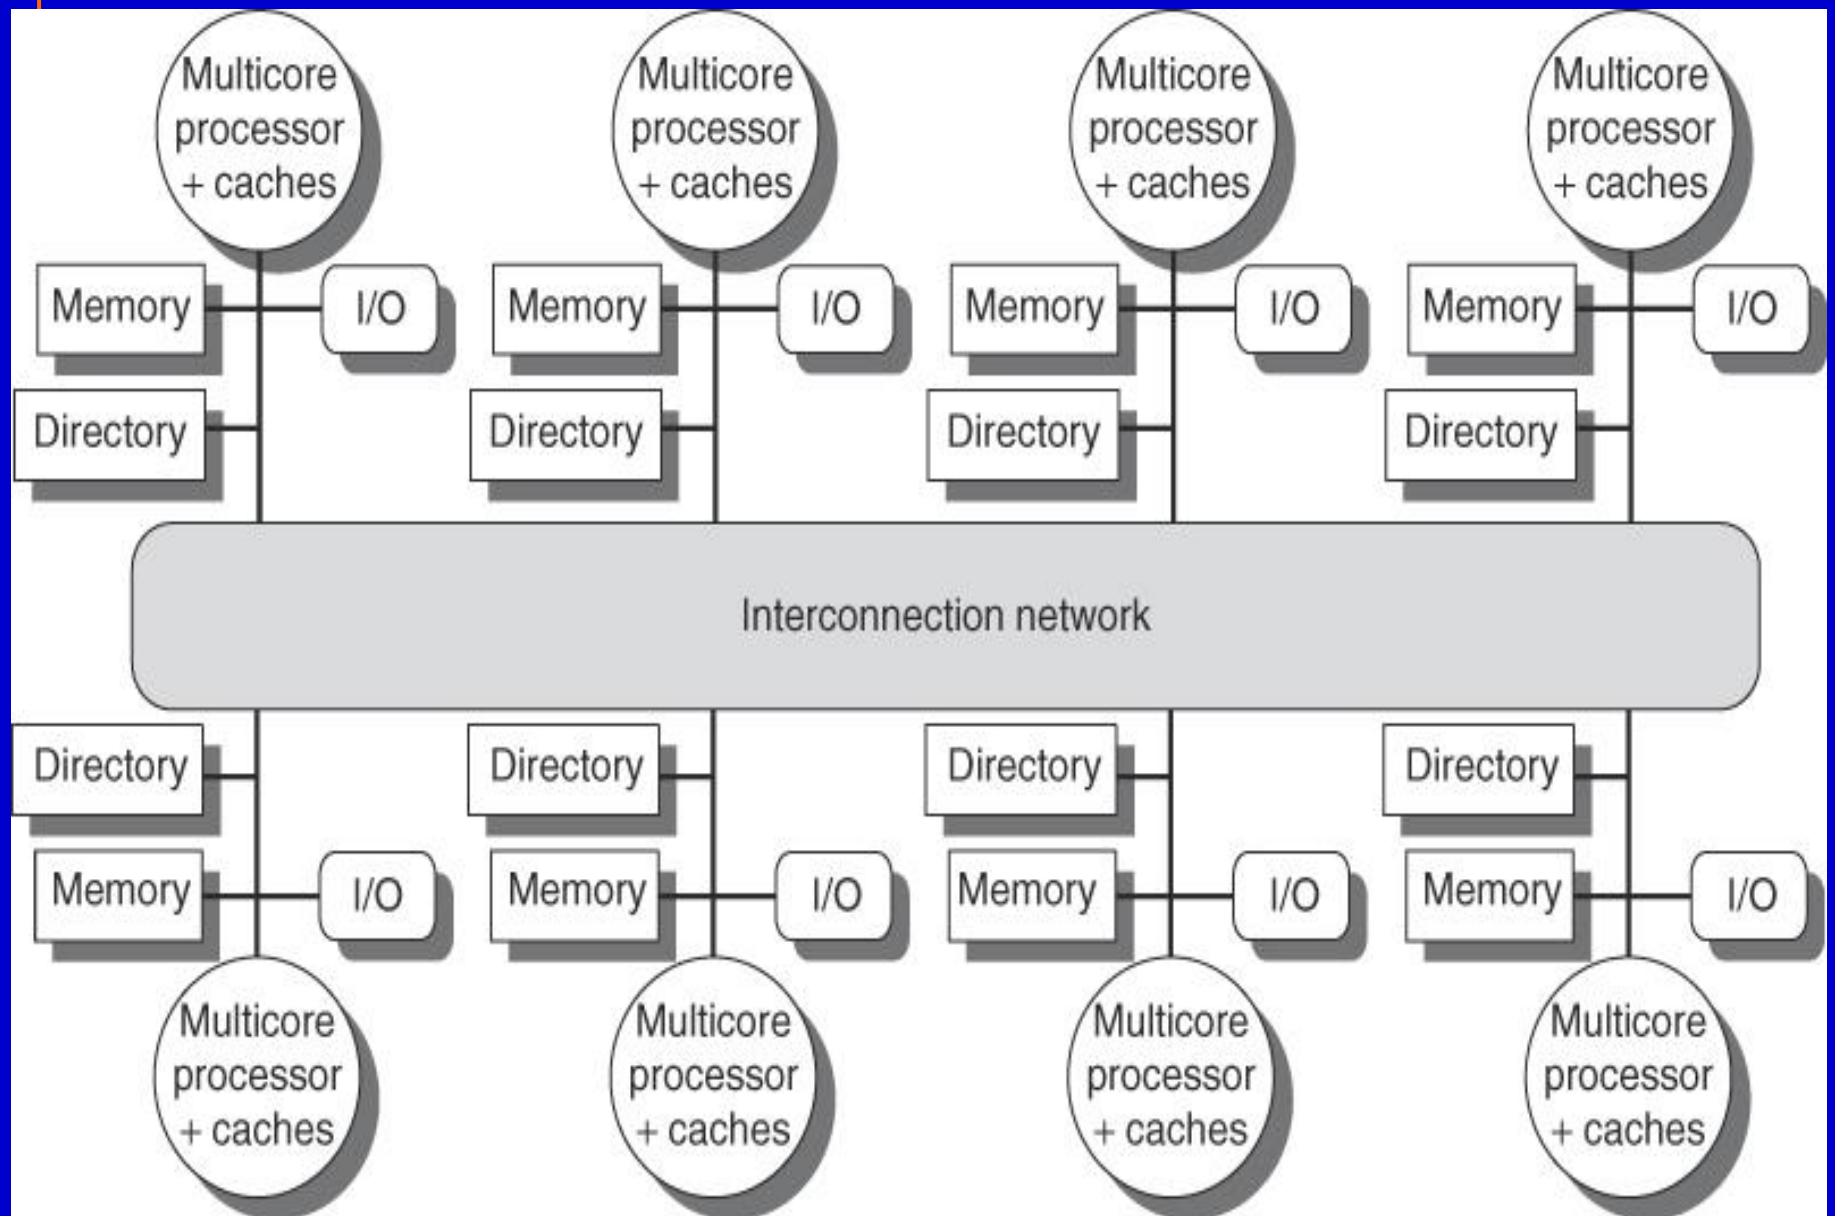 Multicore
processor
+ caches
Multicore
processor
+ caches
Multicore
processor
+ caches
Multicore
processor
+ caches
Memory
I/O
Memory
I/O
Memory
I/O
Memory
I/O
Directory
Directory
Directory
Directory
Interconnection network
Directory
Directory
Directory
Directory
Memory
I/O
Memory
I/O
Memory
I/O
Memory
I/O
Multicore
processor
+ caches
Multicore
processor
+ caches
Multicore
processor
+ caches
Multicore
processor
+ caches